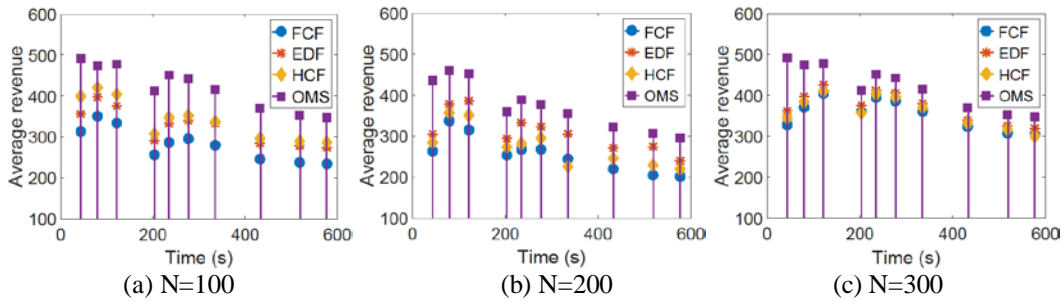 600
500
400
300
200
100
Average revenue
FCF
EDF
HCF
OMS
0 200 400 600
Time (s)
(a) N=100
600
500
400
300
200
100
Average revenue
FCF
EDF
HCF
OMS
0 200 400 600
Time (s)
(b) N=200
600
500
400
300
200
100
Average revenue
FCF
EDF
HCF
OMS
0 200 400 600
Time (s)
(c) N=300